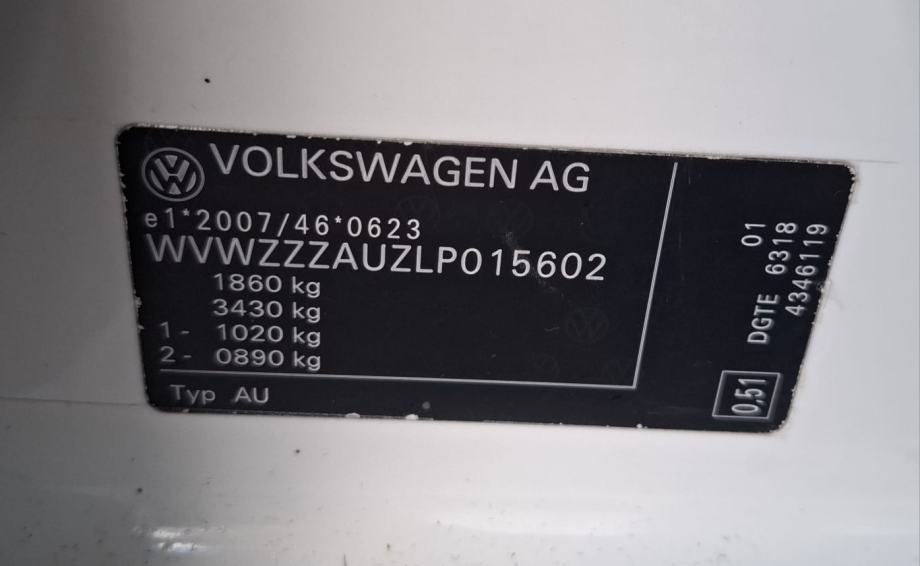 VOLKSWAGEN AG
e1*2007/46*0623
WVWZZZAUZLP015602
1860 kg
3430 kg
1- 1020 kg
2- 0890 kg
Typ AU
01
DGTE 6318
4346119
0,51